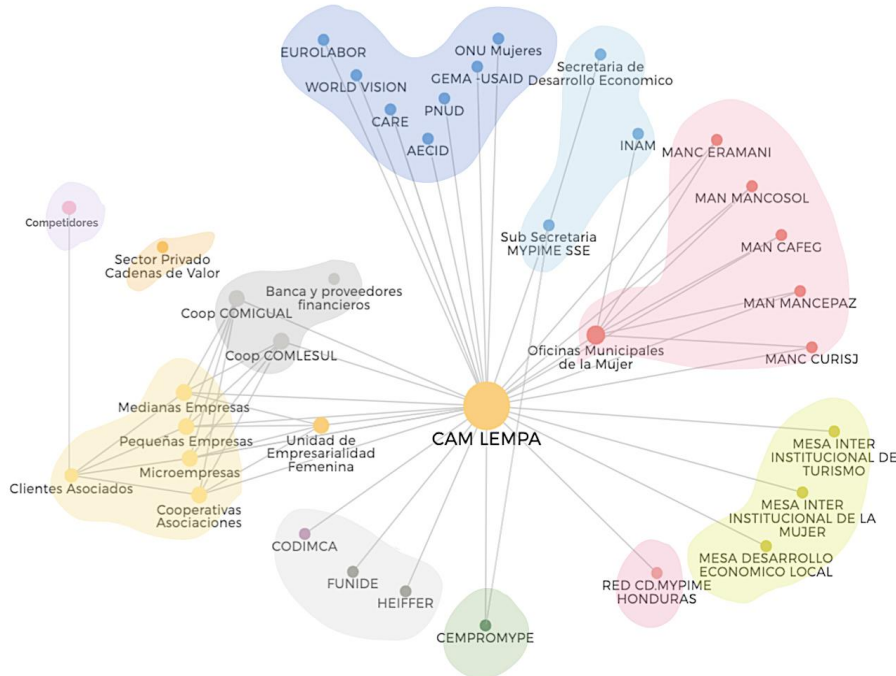 EUROLABOR
ONU Mujeres
WORLD VISION
GEMA -USAID
CARE
PNUD
AECID
Secretaria de
Desarrollo Economico
INAM
MANC ERAMANI
MAN MANCOSOL
MAN CAFEG
MAN MANCEPAZ
MANC CURISJ
Oficinas Municipales
de la Mujer
Sub Secretaria
MYPIME SSE
Competidores
Sector Privado
Cadenas de Valor
Banca y proveedores
financieros
Coop COMIGUAL
Coop COMLESUL
Medianas Empresas
Pequeñas Empresas
Microempresas
Clientes Asociados
Cooperativas
Asociaciones
Unidad de
Empresarialidad
Femenina
CAM LEMPA
MESA INTER
INSTITUCIONAL DE
TURISMO
MESA INTER
INSTITUCIONAL DE LA
MUJER
MESA DESARROLLO
ECONOMICO LOCAL
CODIMCA
FUNIDE
HEIFFER
CEMPROMYPE
RED CD.MYPIME
HONDURAS